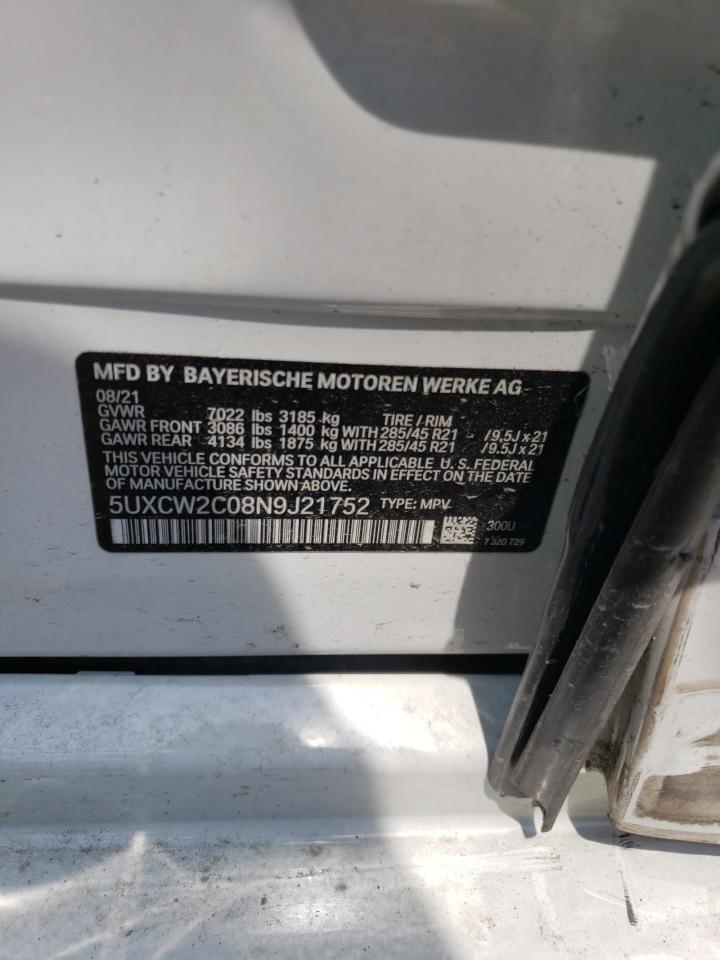 MFD BY BAYERISCHE MOTOREN WERKE AG
08/21
GVWR 7022 lbs 3185 kg TIRE / RIM
GAWR FRONT 3086 lbs 1400 kg WITH 285/45 R21 - /9.5J x 21
GAWR REAR 4134 lbs 1875 kg WITH 285/45 R21 /9.5J x 21
THIS VEHICLE CONFORMS TO ALL APPLICABLE U. S. FEDERAL
MOTOR VEHICLE SAFETY STANDARDS IN EFFECT ON THE DATE
OF MANUFACTURE SHOWN ABOVE.
5UXCW2C08N9J21752 TYPE: MPV
300U
7 320 729